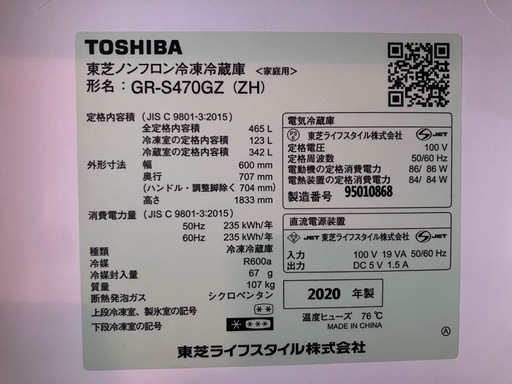 TOSHIBA
東芝ノンフロン冷凍冷蔵庫 <家庭用>
形名：GR-S470GZ (ZH)
定格内容積 (JIS C 9801-3:2015)
全定格内容積 465 L
冷凍室の定格内容積 123 L
冷蔵室の定格内容積 342 L
外形寸法 幅 600 mm
奥行 707 mm
(ハンドル・調整脚除く 704 mm)
高さ 1833 mm
消費電力量 (JIS C 9801-3:2015)
50Hz 235 kWh/年
60Hz 235 kWh/年
種類 冷凍冷蔵庫
冷媒 R600a
冷媒封入量 67 g
質量 107 kg
断熱発泡ガス シクロペンタン
上段冷凍室、製氷室の記号
下段冷凍室の記号
電気冷蔵庫
PS E 東芝ライフスタイル株式会社 S JET
定格電圧 100 V
定格周波数 50/60 Hz
電動機の定格消費電力 86/ 86 W
電熱装置の定格消費電力 84/ 84 W
製造番号 95010868
直流電源装置
PS E JET 東芝ライフスタイル株式会社 S JET
入力 100 V 19 VA 50/60 Hz
出力 DC 5 V 1.5 A
2020 年製
温度ヒューズ 76℃
MADE IN CHINA
Ⓐ
東芝ライフスタイル株式会社